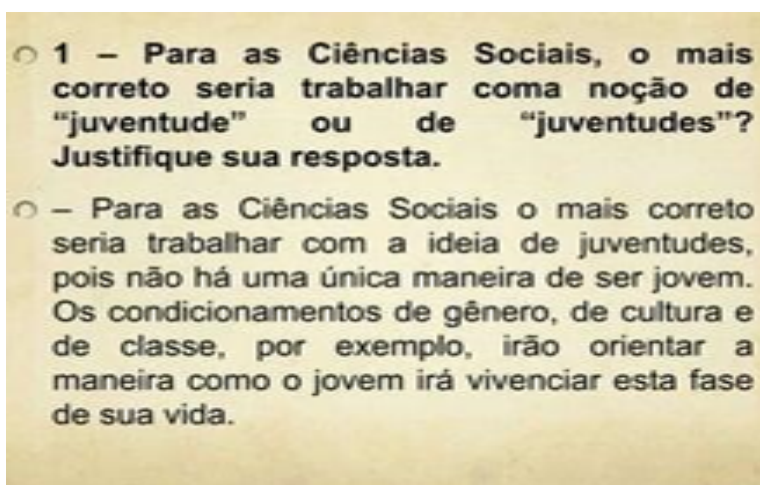 1 – Para as Ciências Sociais, o mais
correto seria trabalhar coma noção de
“juventude” ou de “juventudes”?
Justifique sua resposta.
– Para as Ciências Sociais o mais correto
seria trabalhar com a ideia de juventudes,
pois não há uma única maneira de ser jovem.
Os condicionamentos de gênero, de cultura e
de classe, por exemplo, irão orientar a
maneira como o jovem irá vivenciar esta fase
de sua vida.